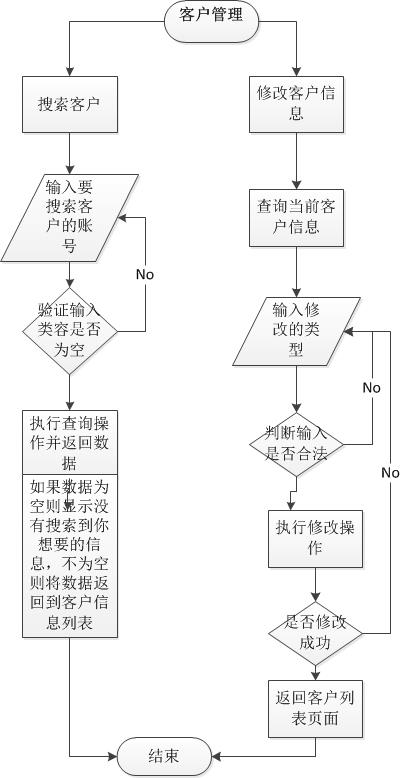 客户管理
搜索客户
输入要
搜索客
户的账
号
No
验证输入
类容是否
为空
执行查询操
作并返回数
据
如果数据为
空则显示没
有搜索到你
想要的信
息，不为空
则将数据返
回到客户信
息列表
修改客户信
息
查询当前客
户信息
输入修
改的类
型
No
判断输入
是否合法
No
执行修改操
作
是否修改
成功
返回客户列
表页面
结束